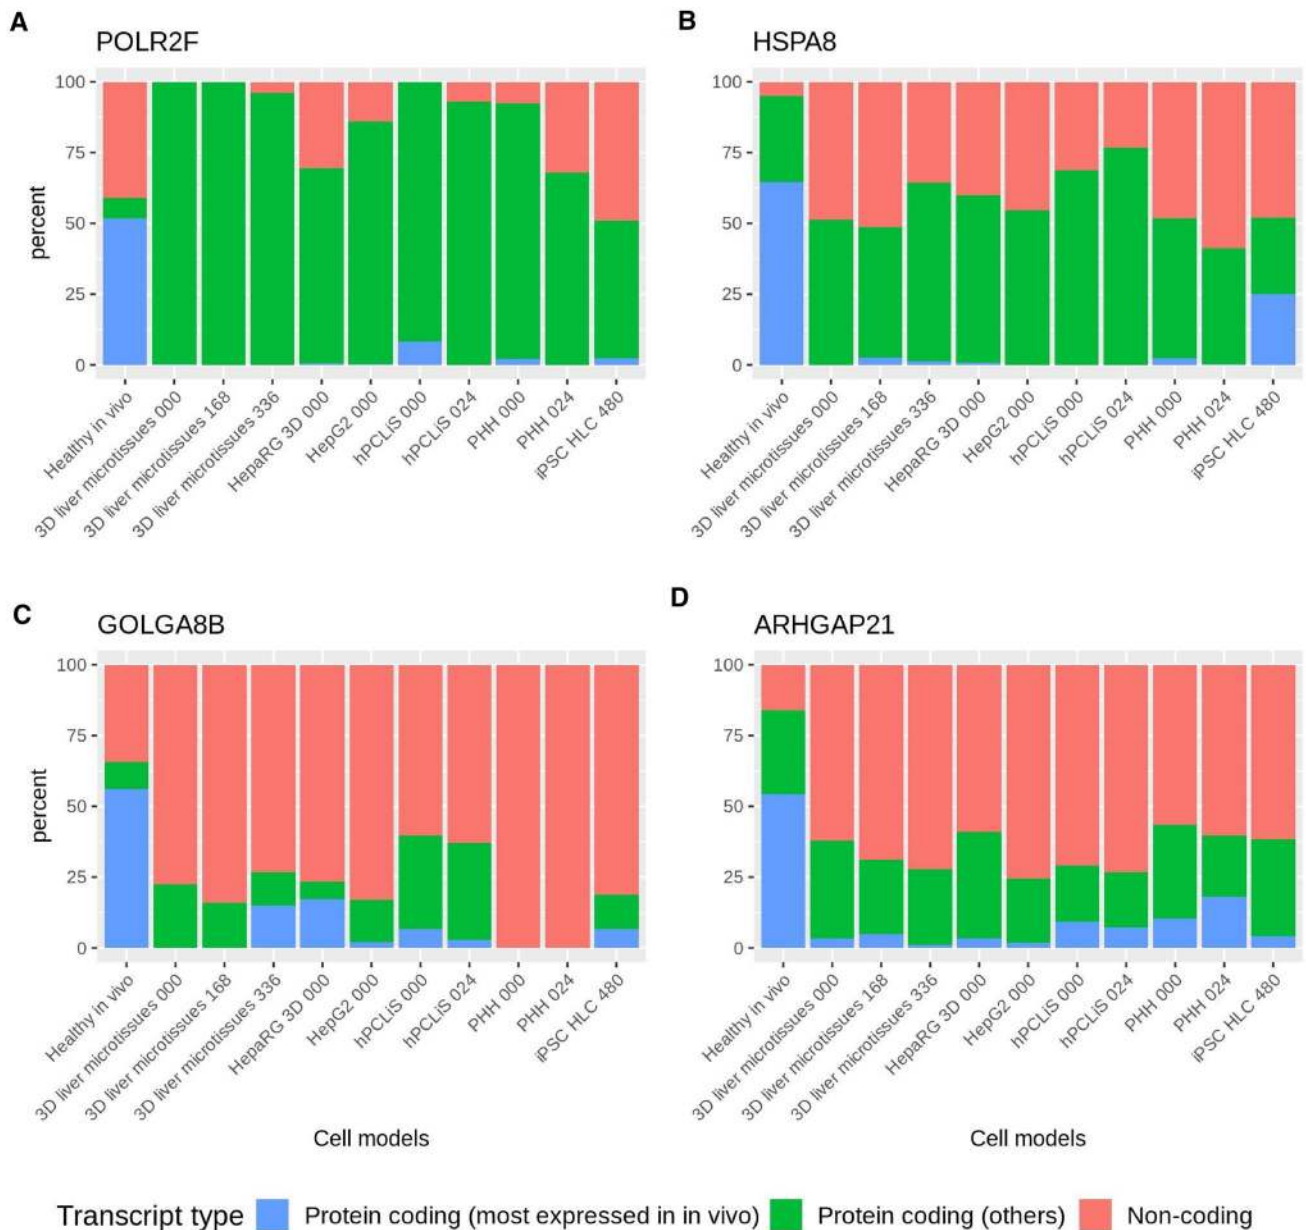 A
POLR2F
100
75
50
25
0
percent
Healthy in vivo
3D liver microtissues 000
3D liver microtissues 168
3D liver microtissues 336
HepaRG 3D 000
HepG2 000
hPCLiS 000
hPCLiS 024
PHH 000
PHH 024
iPSC HLC 480
B
HSPA8
100
75
50
25
0
Healthy in vivo
3D liver microtissues 000
3D liver microtissues 168
3D liver microtissues 336
HepaRG 3D 000
HepG2 000
hPCLiS 000
hPCLiS 024
PHH 000
PHH 024
iPSC HLC 480
C
GOLGA8B
100
75
50
25
0
percent
Healthy in vivo
3D liver microtissues 000
3D liver microtissues 168
3D liver microtissues 336
HepaRG 3D 000
HepG2 000
hPCLiS 000
hPCLiS 024
PHH 000
PHH 024
iPSC HLC 480
Cell models
D
ARHGAP21
100
75
50
25
0
Healthy in vivo
3D liver microtissues 000
3D liver microtissues 168
3D liver microtissues 336
HepaRG 3D 000
HepG2 000
hPCLiS 000
hPCLiS 024
PHH 000
PHH 024
iPSC HLC 480
Cell models
Transcript type Protein coding (most expressed in in vivo) Protein coding (others) Non-coding